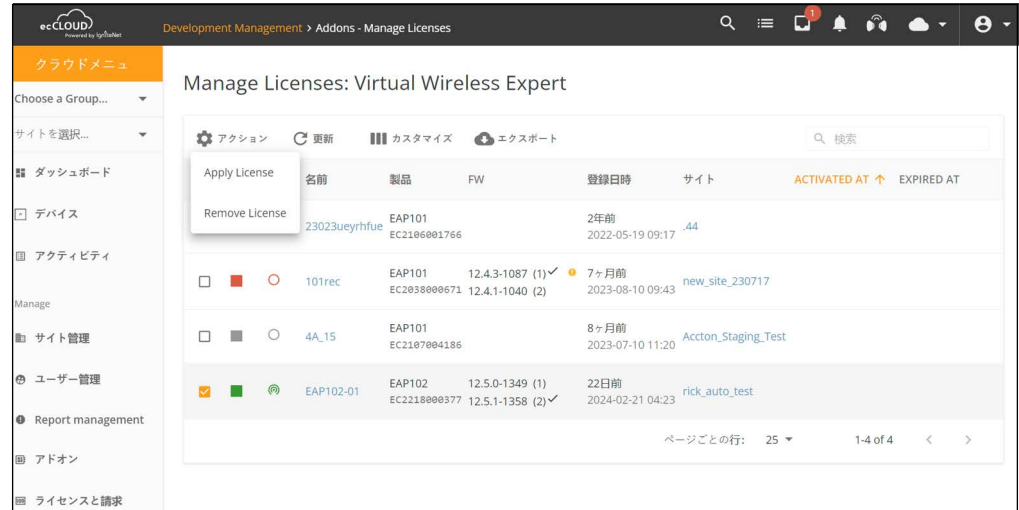 ecCLOUD
Powered by IgniteNet
Development Management > Addons - Manage Licenses
1
クラウドメニュ
Choose a Group...
サイトを選択...
ダッシュボード
デバイス
アクティビティ
Manage
サイト管理
ユーザー管理
Report management
アドオン
ライセンスと請求
Manage Licenses: Virtual Wireless Expert
アクション 更新 カスタマイズ エクスポート 検索
Apply License
Remove License
名前 製品 FW 登録日時 サイト ACTIVATED AT EXPIRED AT
23023ueyrhfue EAP101 2年前 .44
EC2106001766 2022-05-19 09:17
101rec EAP101 12.4.3-1087 (1) 7ヶ月前 new_site_230717
EC2038000671 12.4.1-1040 (2) 2023-08-10 09:43
4A_15 EAP101 8ヶ月前 Accton_Staging_Test
EC2107004186 2023-07-10 11:20
EAP102-01 EAP102 12.5.0-1349 (1) 22日前 rick_auto_test
EC2218000377 12.5.1-1358 (2) 2024-02-21 04:23
ページごとの行: 25 1-4 of 4